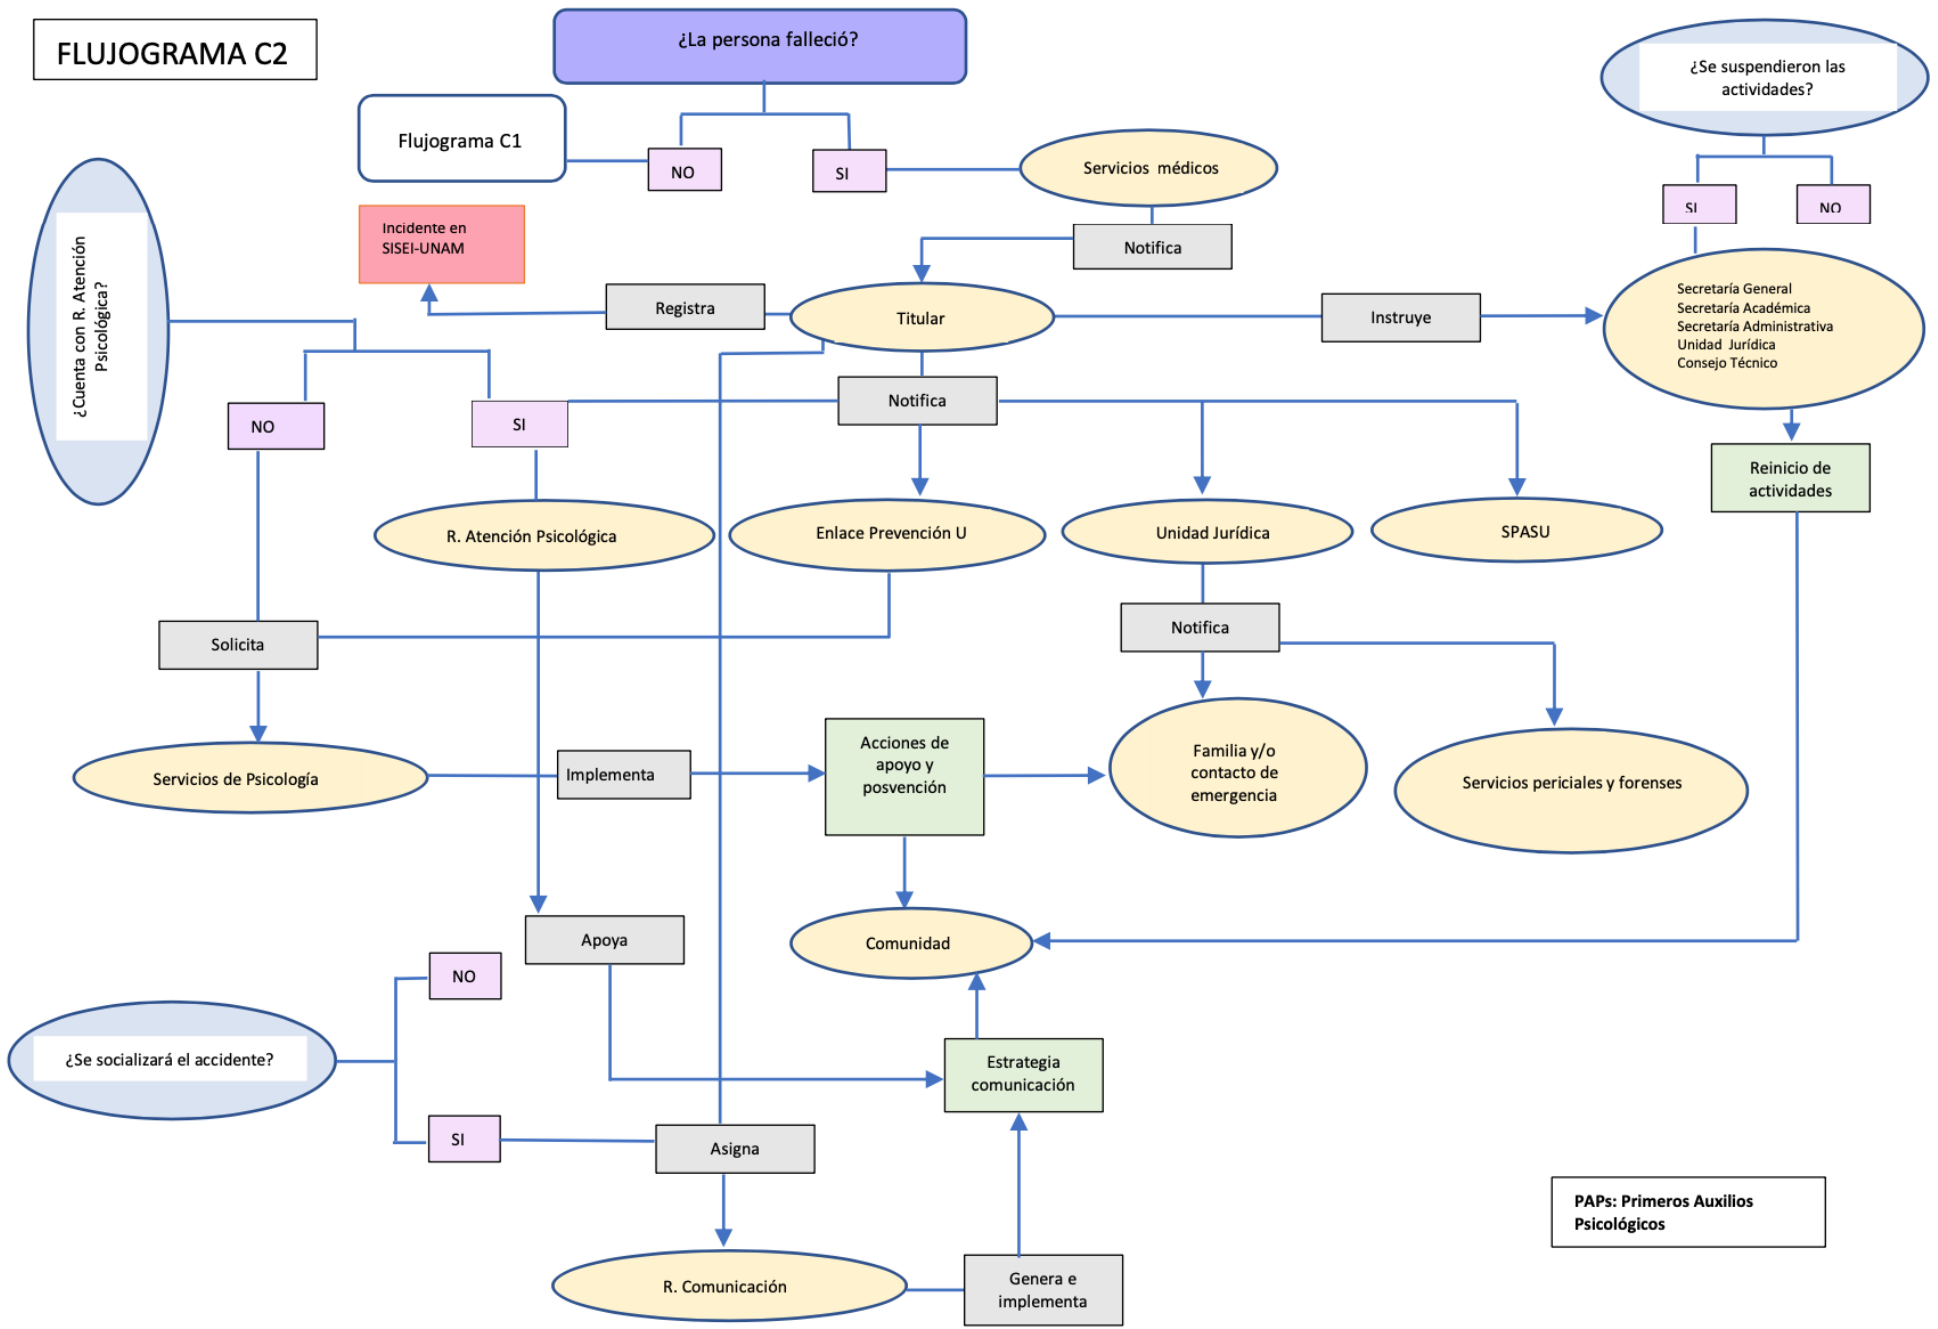 FLUJOGRAMA C2
¿La persona falleció?
¿Se suspendieron las
actividades?
Flujograma C1
NO
SI
Servicios médicos
SI
NO
Incidente en
SISEI-UNAM
Notifica
¿Cuenta con R. Atención
Psicológica?
Registra
Titular
Instruye
Secretaría General
Secretaría Académica
Secretaría Administrativa
Unidad Jurídica
Consejo Técnico
NO
SI
Notifica
Reinicio de
actividades
R. Atención Psicológica
Enlace Prevención U
Unidad Jurídica
SPASU
Solicita
Notifica
Servicios de Psicología
Implementa
Acciones de
apoyo y
posvención
Familia y/o
contacto de
emergencia
Servicios periciales y forenses
Apoya
Comunidad
NO
¿Se socializará el accidente?
Estrategia
comunicación
SI
Asigna
PAPs: Primeros Auxilios
Psicológicos
R. Comunicación
Genera e
implementa